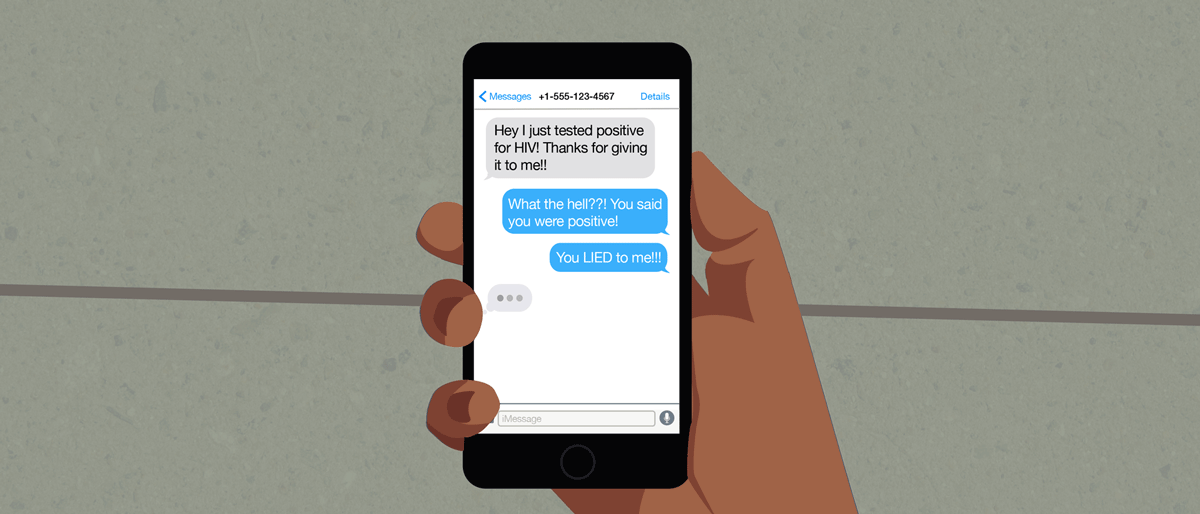 Messages +1-555-123-4567 Details
Hey I just tested positive
for HIV! Thanks for giving
it to me!!
What the hell??! You said
you were positive!
You LIED to me!!!
iMessage